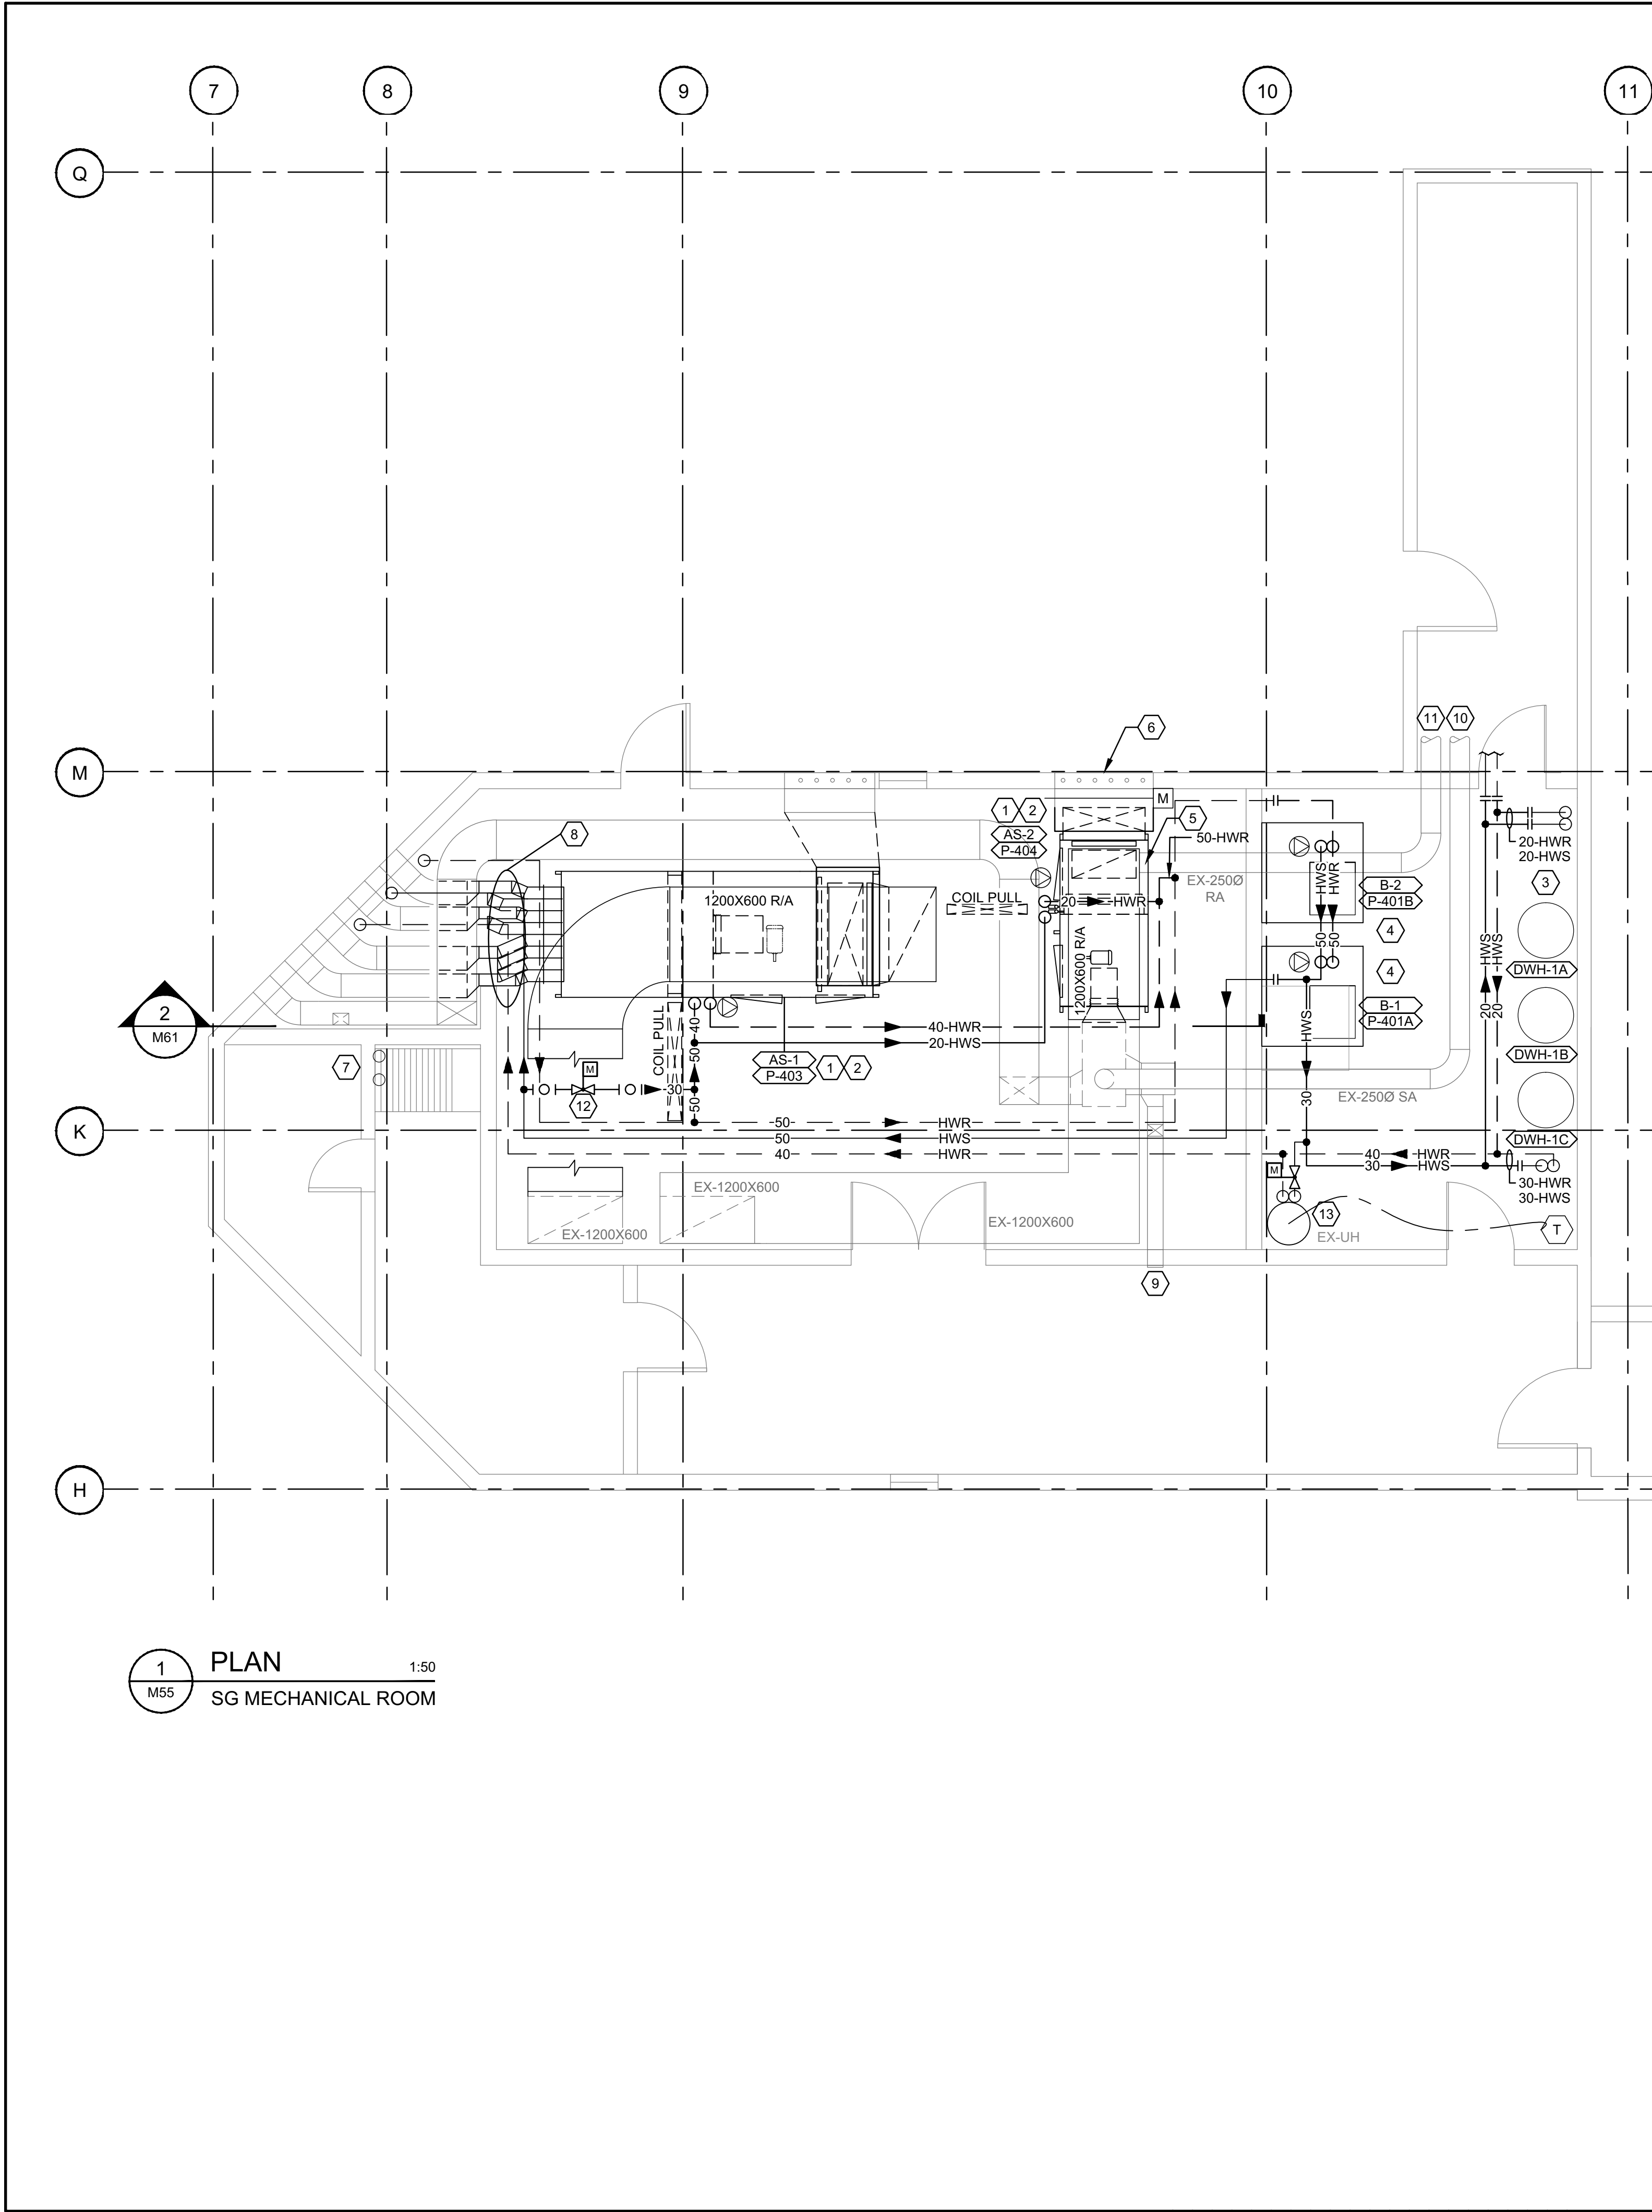 7
8
9
10
11
Q
M
K
H
6
11
10
1
2
M
5
AS-2
P-404
50-HWR
8
20-HWR
20-HWS
3
EX-250Ø
RA
B-2
P-401B
HWS
HWR
1200X600 R/A
COIL PULL
20
HWR
4
50
50
4
HWS
HWS
DWH-1A
1200X600 R/A
B-1
P-401A
20
20
2
M61
40
40-HWR
20-HWS
HWS
COIL PULL
DWH-1B
50
AS-1
P-403
1
2
7
M
30
12
EX-250Ø SA
30
50
DWH-1C
50
HWR
50
HWS
40
HWR
40
HWR
30
HWS
M
30-HWR
30-HWS
EX-1200X600
EX-1200X600
EX-1200X600
13
EX-UH
T
9
1
M55
PLAN
1:50
SG MECHANICAL ROOM